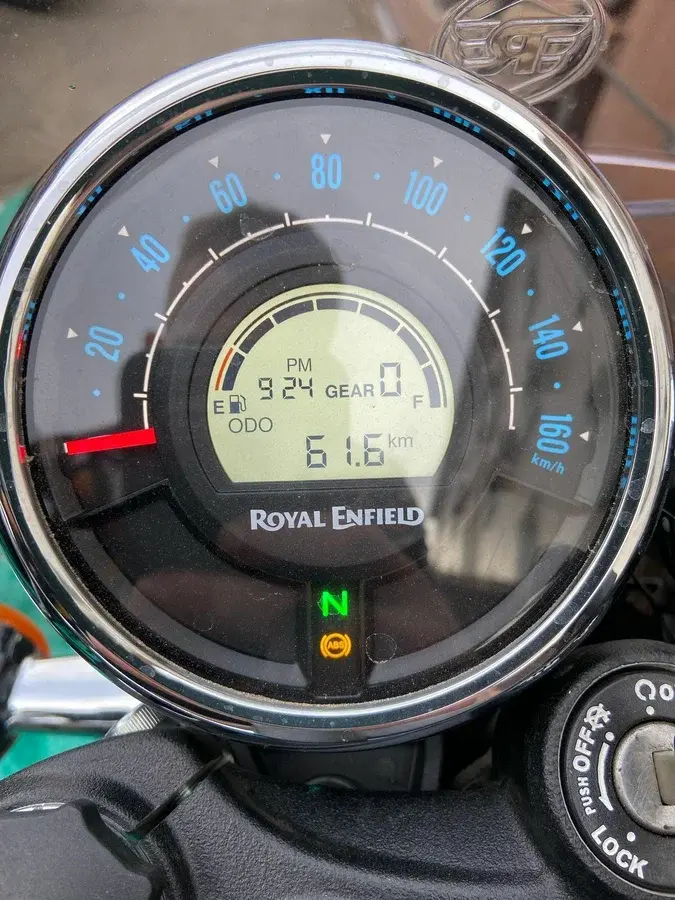 20
40
60
80
100
120
140
160
km/h
PM
9 24 GEAR 0
E F
ODO
61.6 km
ROYAL ENFIELD
N
ABS
OFF
PUSH
LOCK